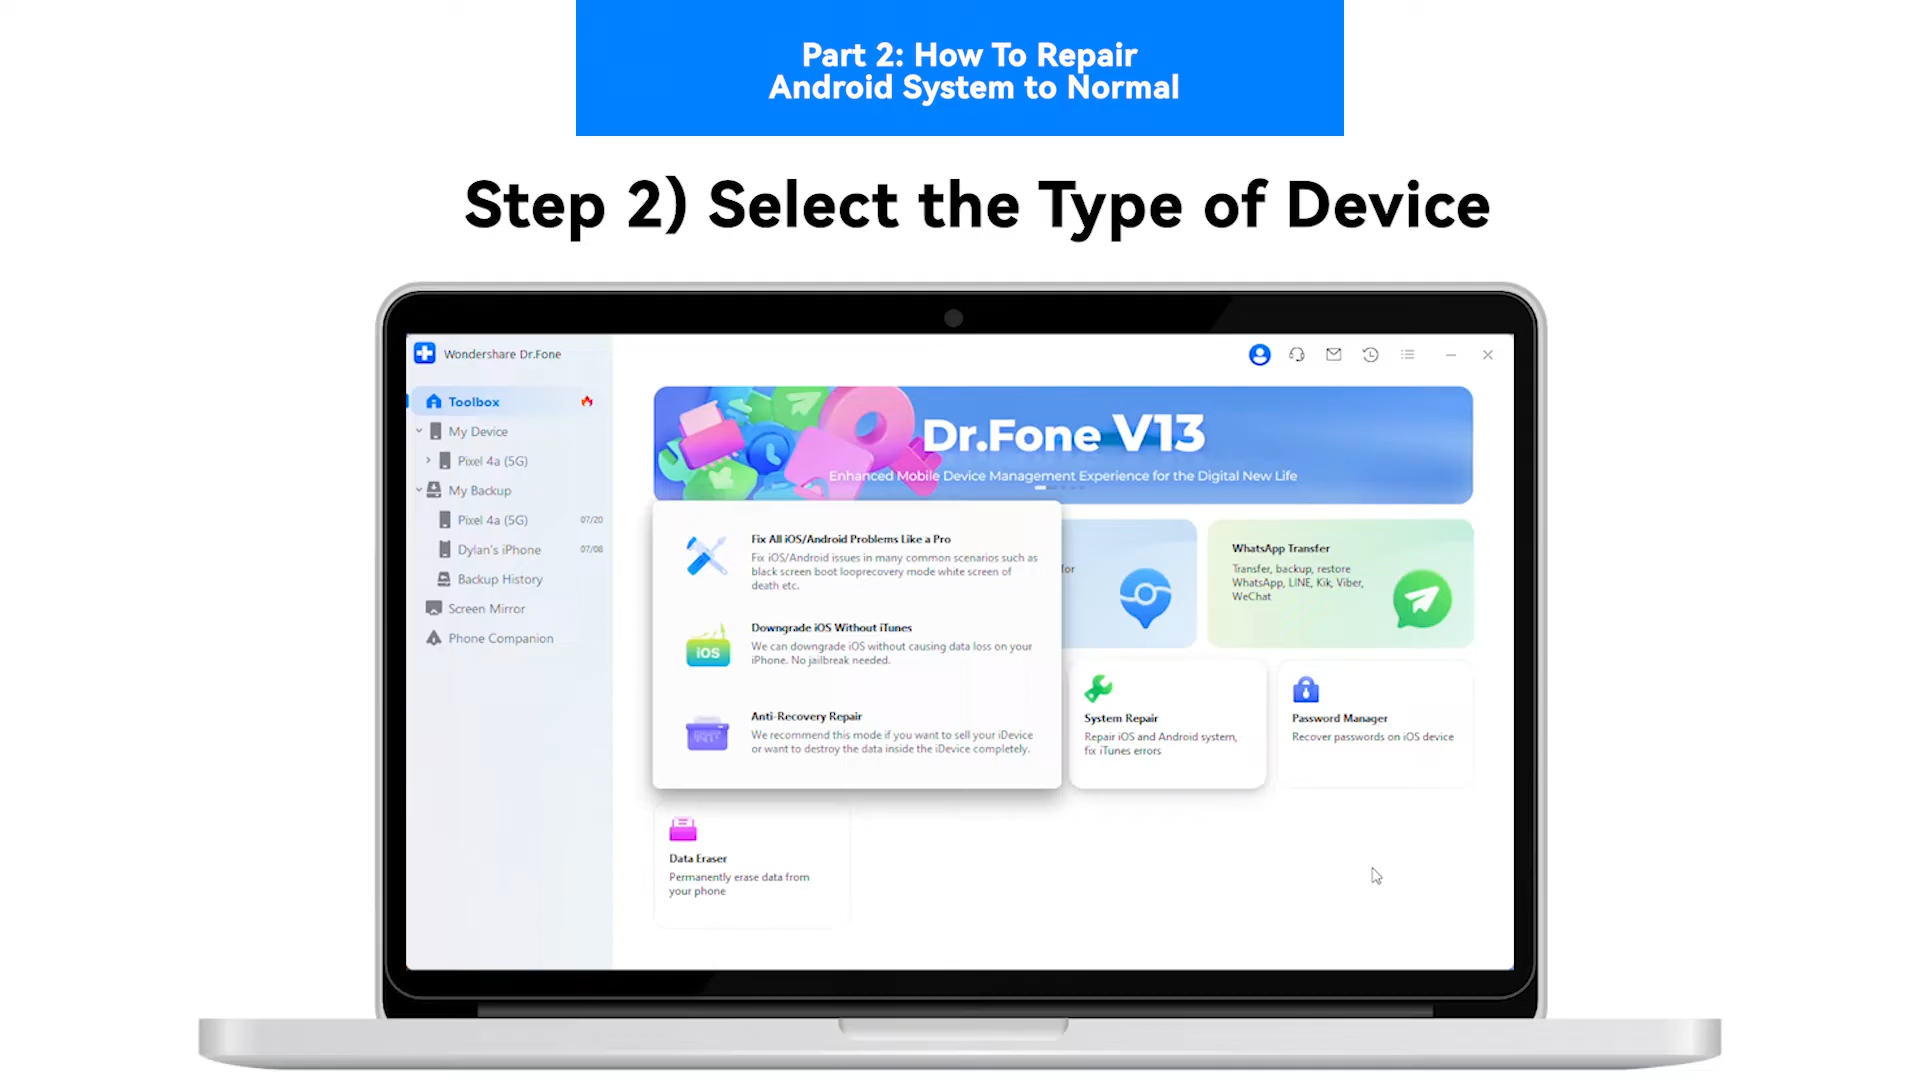 Part 2: How To Repair
Android System to Normal
Step 2) Select the Type of Device
Wondershare Dr.Fone
Toolbox
My Device
Pixel 4a (5G)
My Backup
Pixel 4a (5G) 07/20
Dylan's iPhone 07/08
Backup History
Screen Mirror
Phone Companion
Dr.Fone V13
Enhanced Mobile Device Management Experience for the Digital New Life
Fix All iOS/Android Problems Like a Pro
Fix iOS/Android issues in many common scenarios such as
black screen boot looprecovery mode white screen of
death etc.
iOS
Downgrade iOS Without iTunes
We can downgrade iOS without causing data loss on your
iPhone. No jailbreak needed.
Anti-Recovery Repair
We recommend this mode if you want to sell your iDevice
or want to destroy the data inside the iDevice completely.
for
WhatsApp Transfer
Transfer, backup, restore
WhatsApp, LINE, Kik, Viber,
WeChat
System Repair
Repair iOS and Android system,
fix iTunes errors
Password Manager
Recover passwords on iOS device
Data Eraser
Permanently erase data from
your phone